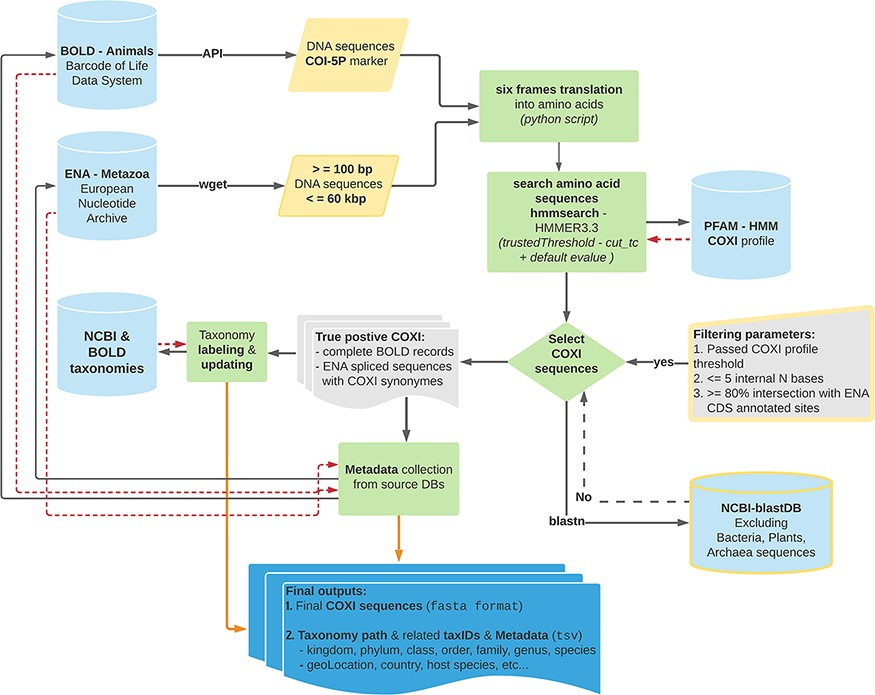 BOLD - Animals
Barcode of Life
Data System
API
DNA sequences
COI-5P marker
six frames translation
into amino acids
(python script)
ENA - Metazoa
European
Nucleotide
Archive
wget
> = 100 bp
DNA sequences
< = 60 kbp
search amino acid
sequences
hmmsearch -
HMMER3.3
(trustedThreshold - cut_tc
+ default evalue )
PFAM - HMM
COXI profile
NCBI &
BOLD
taxonomies
Taxonomy
labeling &
updating
True postive COXI:
- complete BOLD records
- ENA spliced sequences
with COXI synonymes
Select
COXI
sequences
yes
Filtering parameters:
1. Passed COXI profile
threshold
2. <= 5 internal N bases
3. >= 80% intersection with ENA
CDS annotated sites
Metadata collection
from source DBs
No
blastn
NCBI-blastDB
Excluding
Bacteria, Plants,
Archaea sequences
Final outputs:
1. Final COXI sequences (fasta format)
2. Taxonomy path & related taxIDs & Metadata (tsv)
- kingdom, phylum, class, order, family, genus, species
- geoLocation, country, host species, etc...